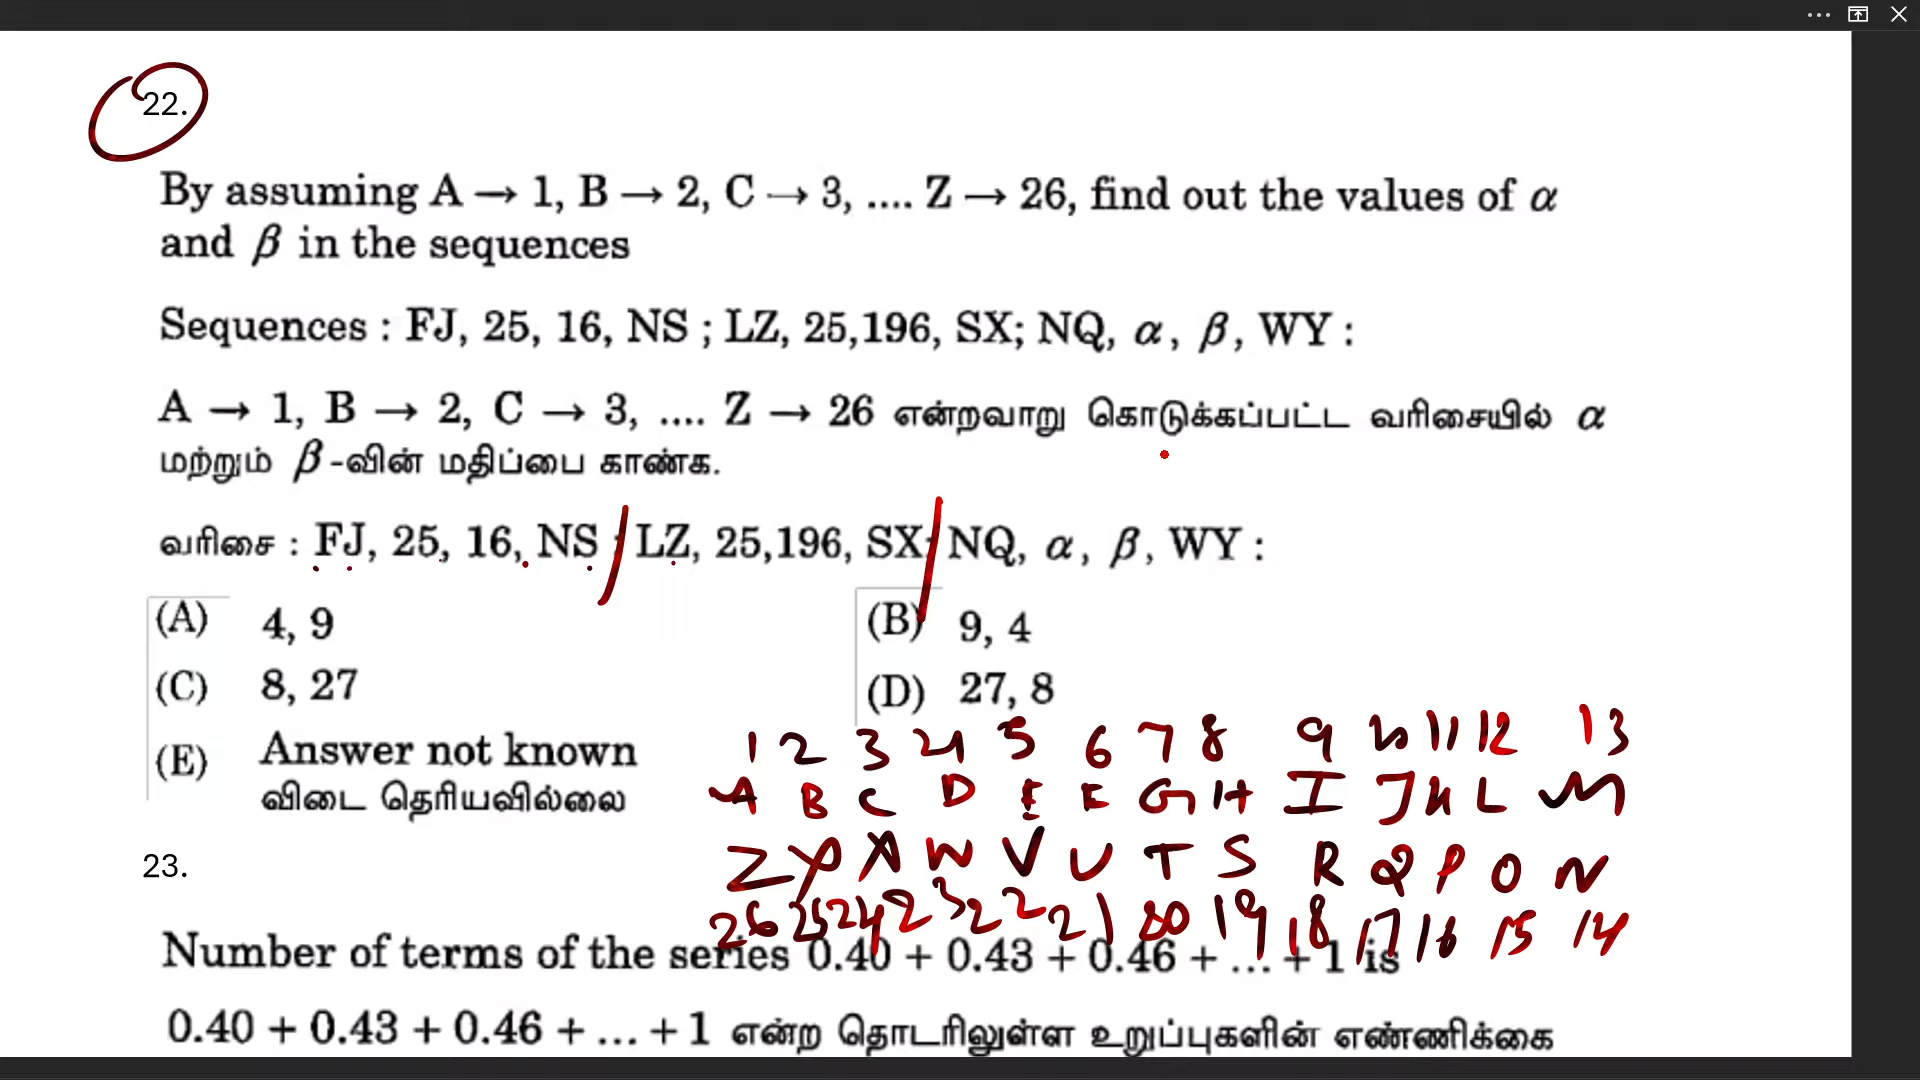 22.
By assuming A → 1, B → 2, C → 3, .... Z → 26, find out the values of α
and β in the sequences
Sequences : FJ, 25, 16, NS ; LZ, 25,196, SX; NQ, α, β, WY :
A → 1, B → 2, C → 3, .... Z → 26 என்றவாறு கொடுக்கப்பட்ட வரிசையில் α
மற்றும் β-வின் மதிப்பை காண்க.
வரிசை : FJ, 25, 16, NS ; LZ, 25,196, SX; NQ, α, β, WY :
(A) 4, 9 (B) 9, 4
(C) 8, 27 (D) 27, 8
(E) Answer not known
விடை தெரியவில்லை
1 2 3 4 5 6 7 8 9 10 11 12 13
A B C D E F G H I J K L M
Z Y X W V U T S R Q P O N
26 25 24 23 22 21 20 19 18 17 16 15 14
23.
Number of terms of the series 0.40 + 0.43 + 0.46 + ... + 1 is
0.40 + 0.43 + 0.46 + ... + 1 என்ற தொடரிலுள்ள உறுப்புகளின் எண்ணிக்கை